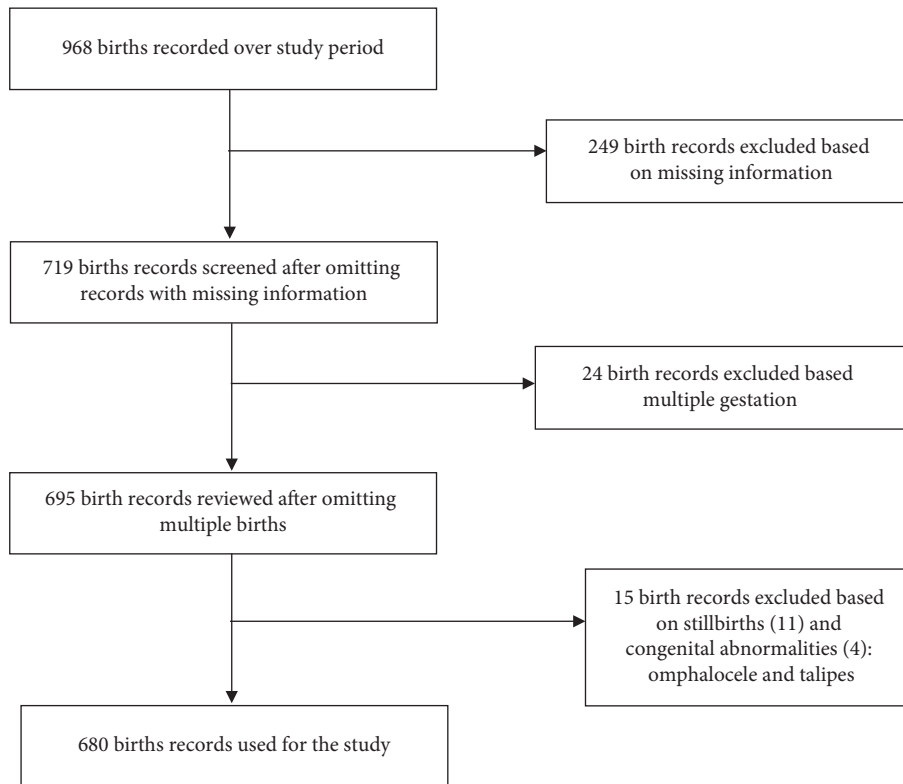 968 births recorded over study period
249 birth records excluded based
on missing information
719 births records screened after omitting
records with missing information
24 birth records excluded based
multiple gestation
695 birth records reviewed after omitting
multiple births
15 birth records excluded based
on stillbirths (11) and
congenital abnormalities (4):
omphalocele and talipes
680 births records used for the study